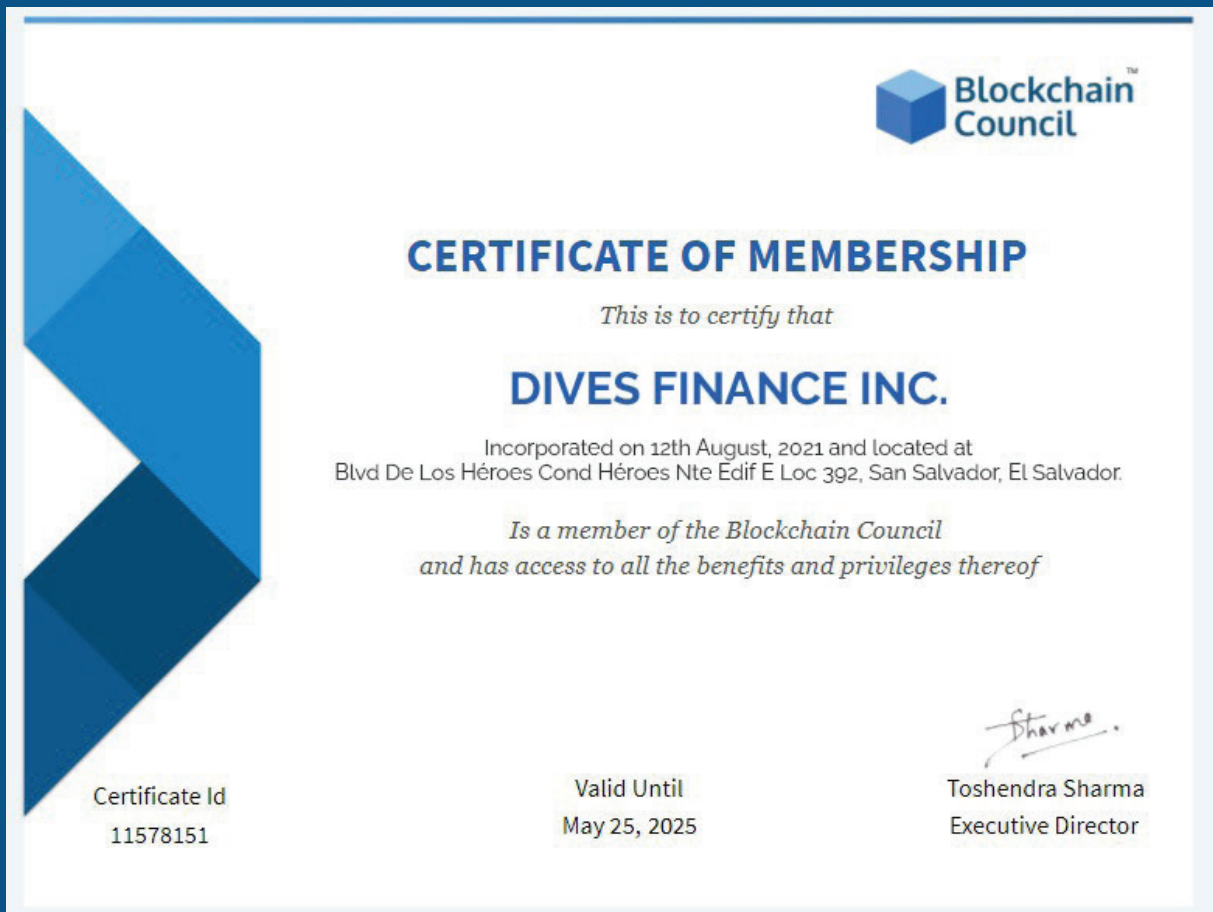 Blockchain™
Council
CERTIFICATE OF MEMBERSHIP
This is to certify that
DIVES FINANCE INC.
Incorporated on 12th August, 2021 and located at
Blvd De Los Héroes Cond Héroes Nte Edif E Loc 392, San Salvador, El Salvador.
Is a member of the Blockchain Council
and has access to all the benefits and privileges thereof
Sharma.
Certificate Id
11578151
Valid Until
May 25, 2025
Toshendra Sharma
Executive Director